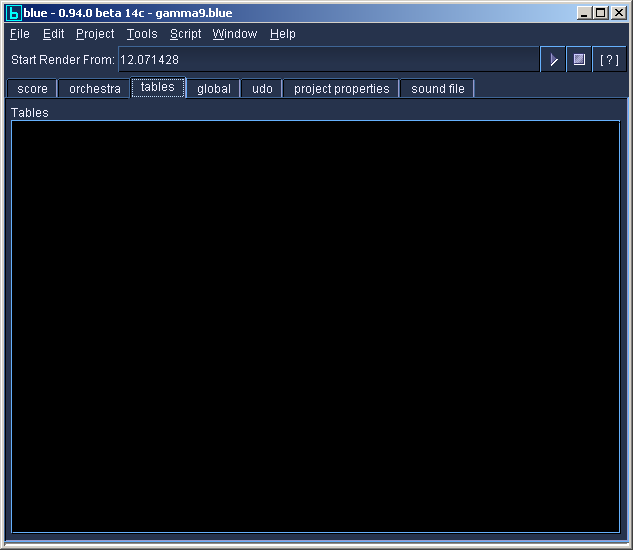 blue - 0.94.0 beta 14c - gamma9.blue
File Edit Project Tools Script Window Help
Start Render From: 12.071428 [ ? ]
score orchestra tables global udo project properties sound file
Tables